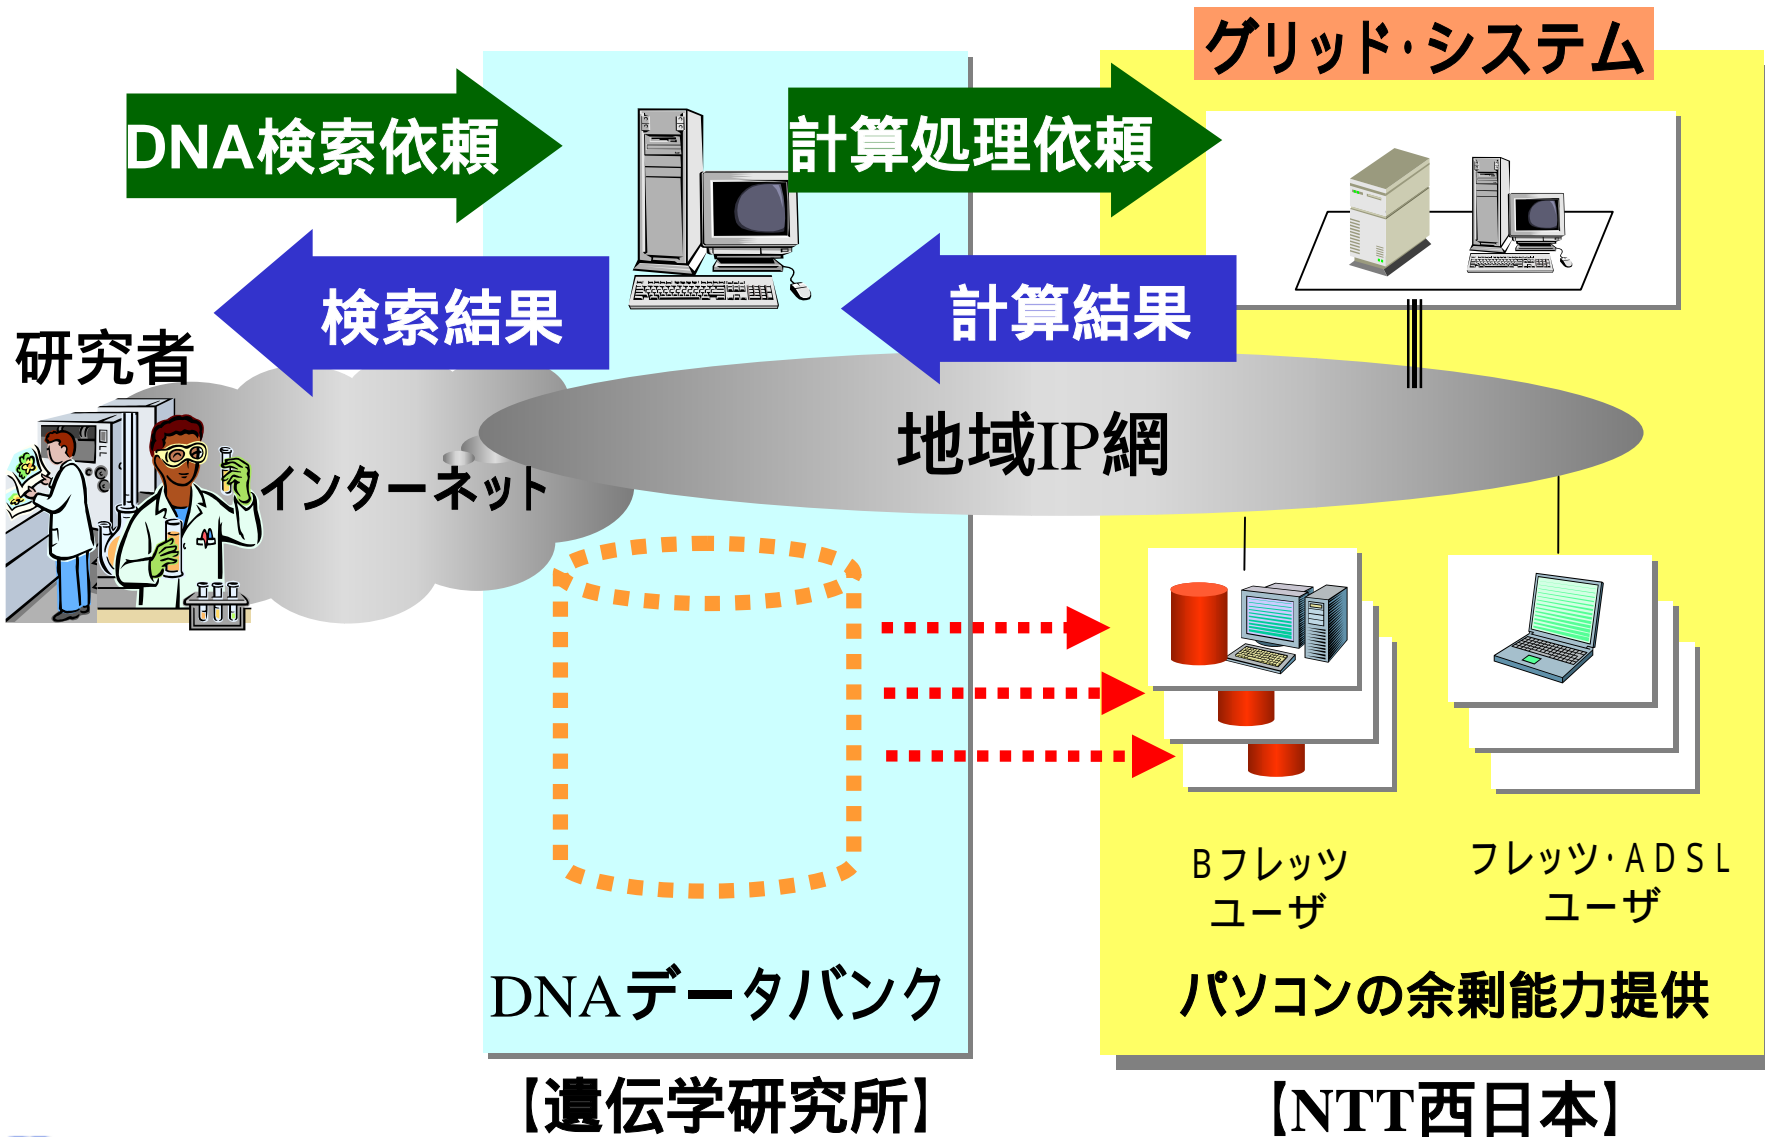 グリッド・システム
DNA検索依頼
計算処理依頼
検索結果
計算結果
研究者
地域IP網
インターネット
Bフレッツ
ユーザ
フレッツ・ADSL
ユーザ
DNAデータバンク
パソコンの余剰能力提供
【遺伝学研究所】
【NTT西日本】